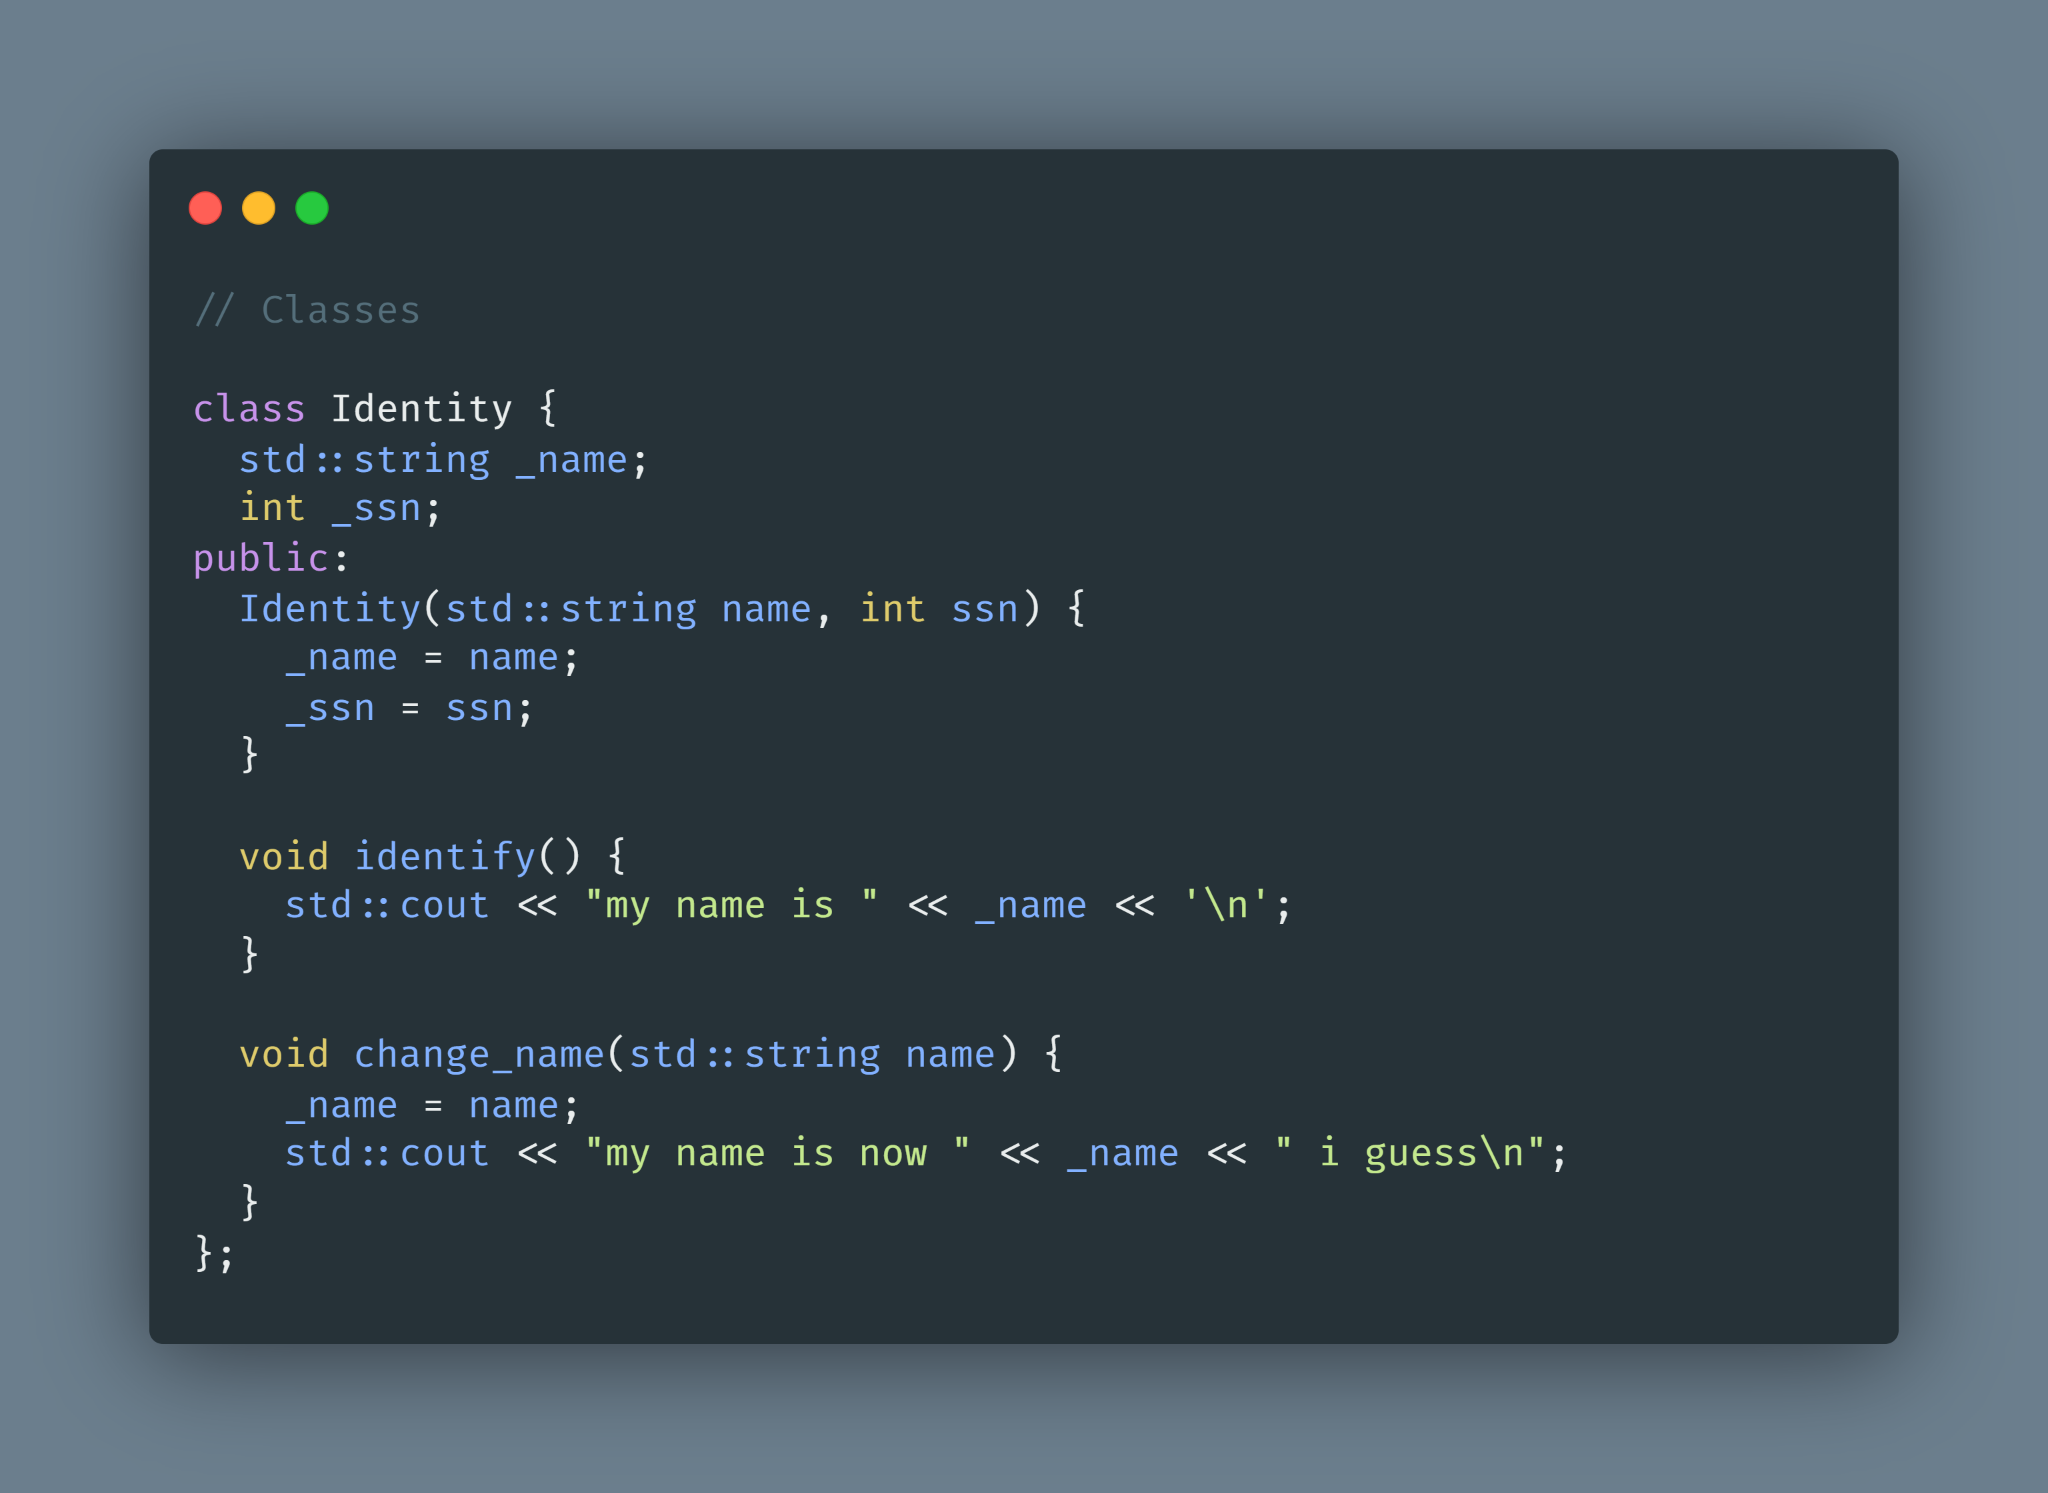 // Classes

class Identity {
  std::string _name;
  int _ssn;
public:
  Identity(std::string name, int ssn) {
    _name = name;
    _ssn = ssn;
  }

  void identify() {
    std::cout << "my name is " << _name << '\n';
  }

  void change_name(std::string name) {
    _name = name;
    std::cout << "my name is now " << _name << " i guess\n";
  }
};